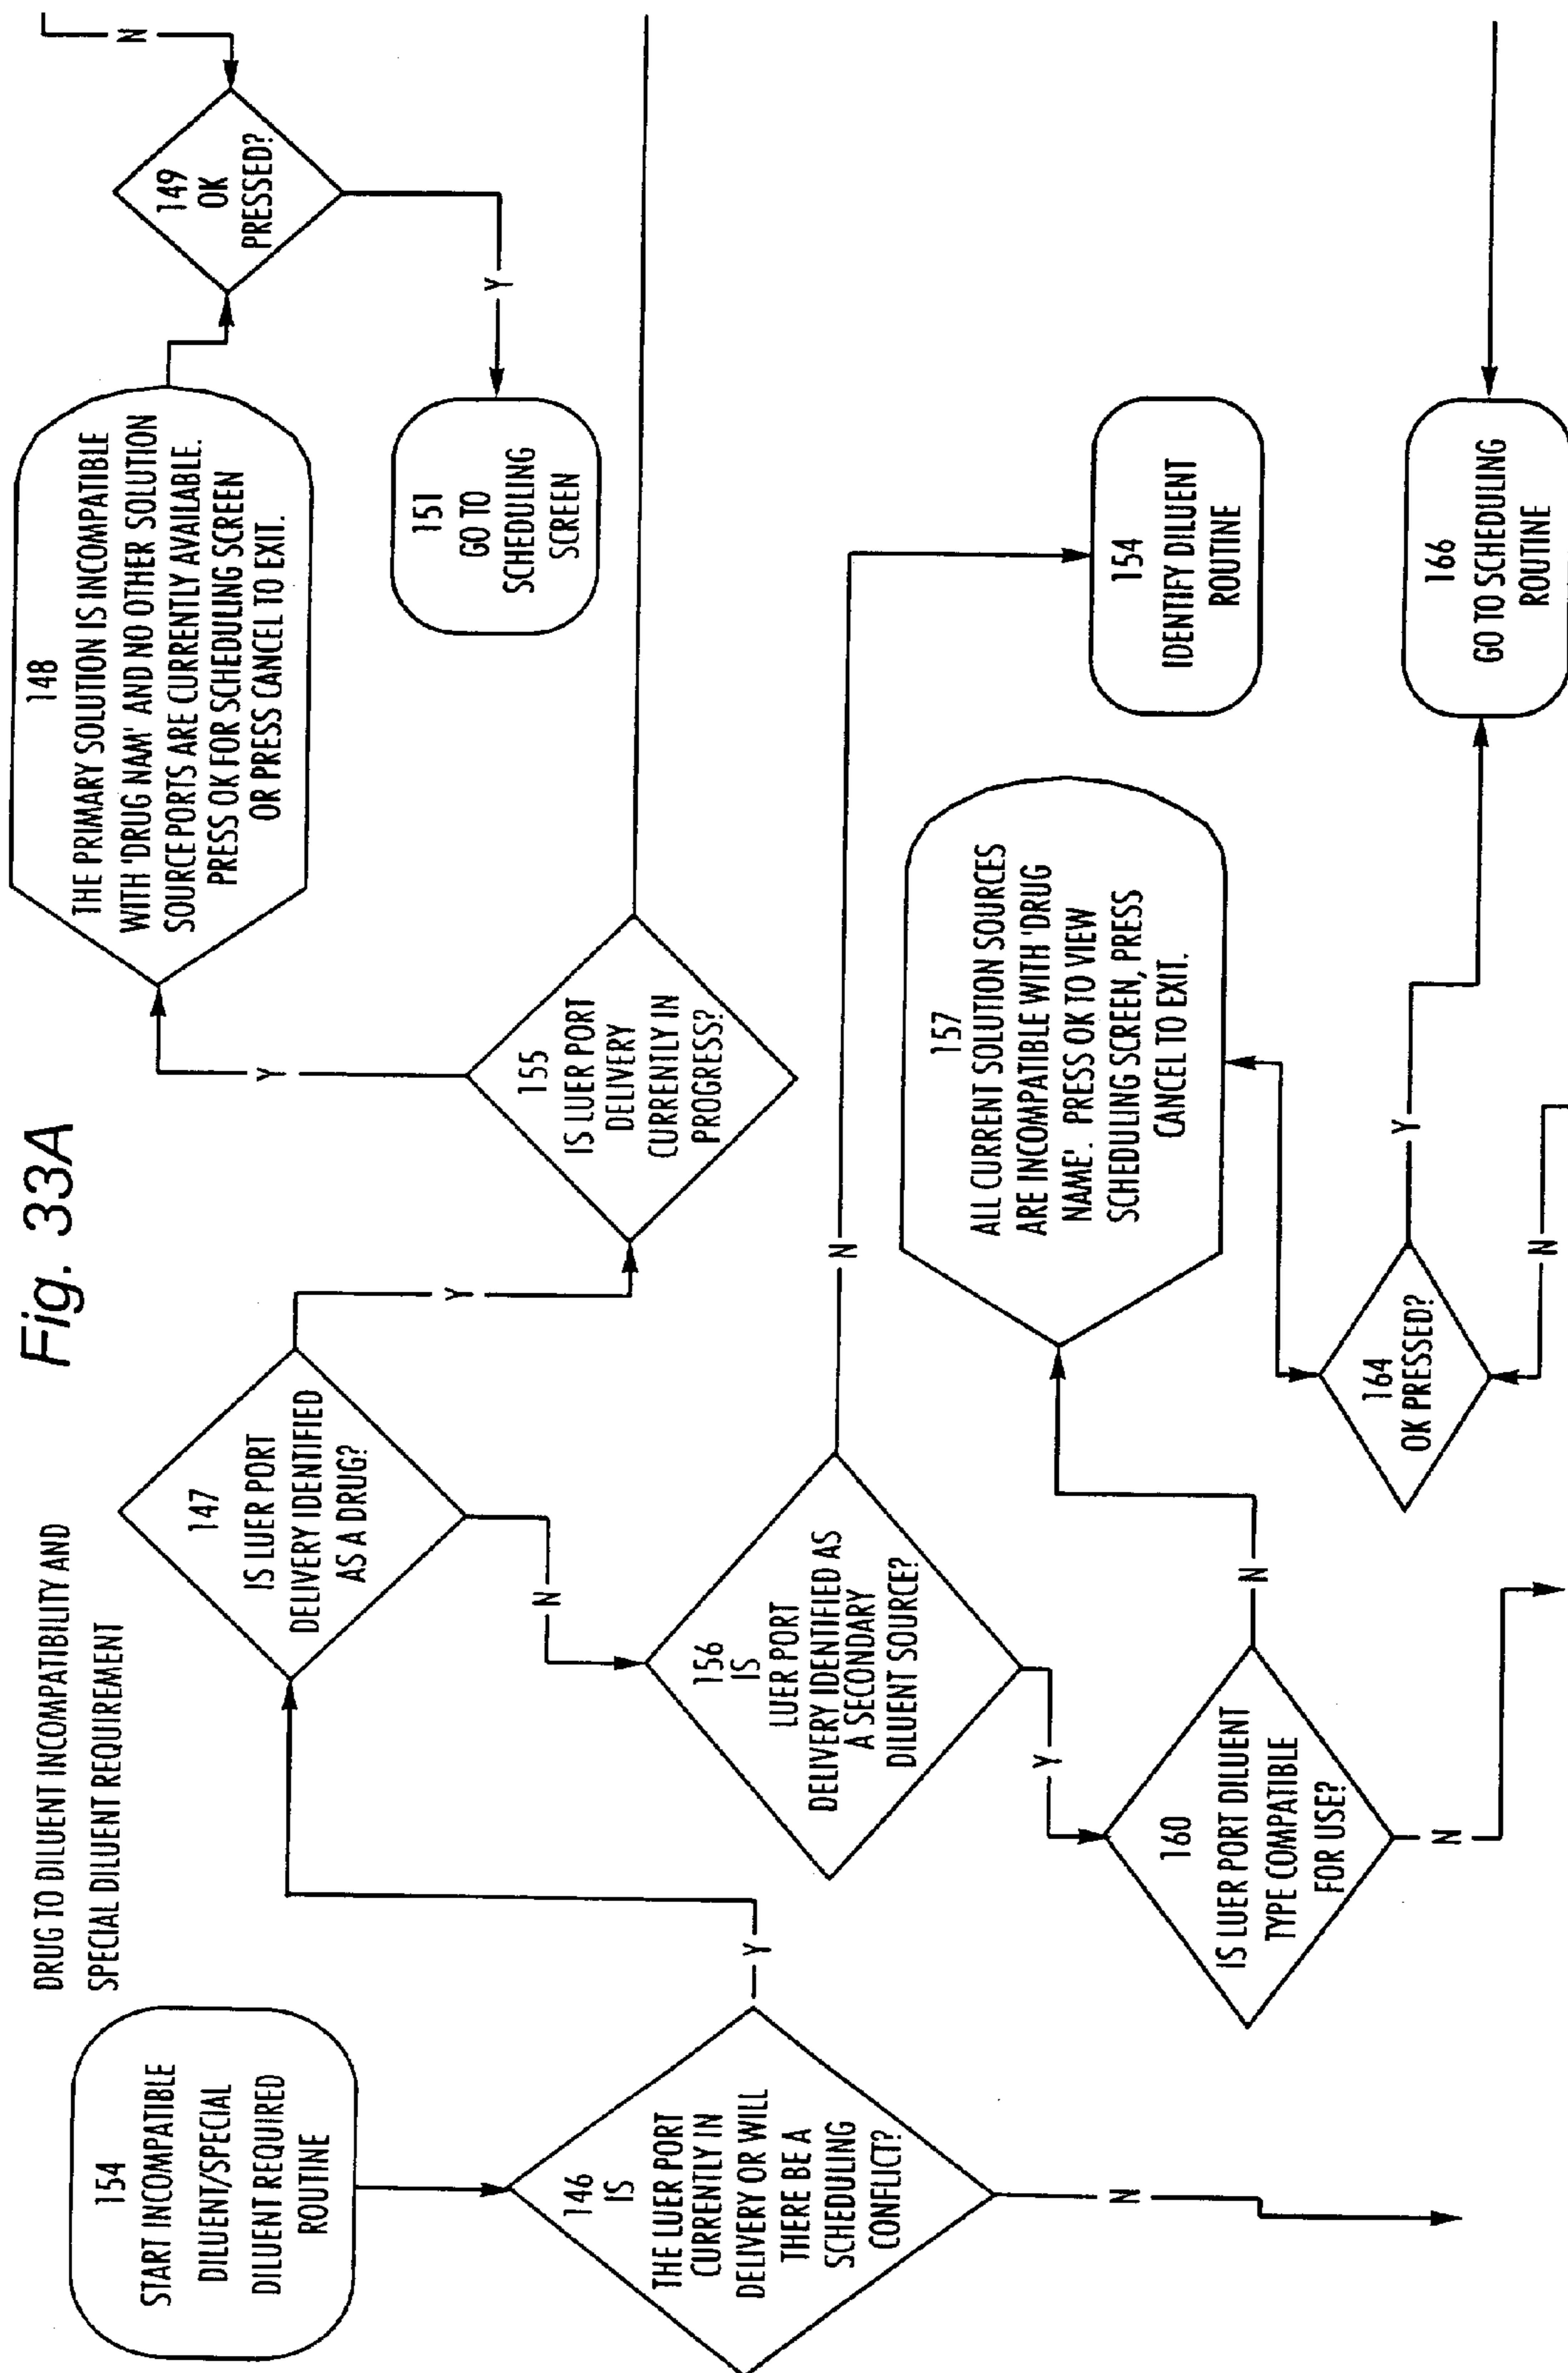 Fig. 33A
DRUG TO DILUENT INCOMPATIBILITY AND
SPECIAL DILUENT REQUIREMENT
154
START INCOMPATIBLE
DILUENT/SPECIAL
DILUENT REQUIRED
ROUTINE
146
IS
THE LUER PORT
CURRENTLY IN
DELIVERY OR WILL
THERE BE A
SCHEDULING
CONFLICT?
Y
N
147
IS LUER PORT
DELIVERY IDENTIFIED
AS A DRUG?
Y
N
155
IS LUER PORT
DELIVERY
CURRENTLY IN
PROGRESS?
Y
148
THE PRIMARY SOLUTION IS INCOMPATIBLE
WITH 'DRUG NAM' AND NO OTHER SOLUTION
SOURCE PORTS ARE CURRENTLY AVAILABLE.
PRESS OK FOR SCHEDULING SCREEN
OR PRESS CANCEL TO EXIT.
149
OK
PRESSED?
N
Y
151
GO TO
SCHEDULING
SCREEN
156
IS
LUER PORT
DELIVERY IDENTIFIED AS
A SECONDARY
DILUENT SOURCE?
N
Y
154
IDENTIFY DILUENT
ROUTINE
160
IS LUER PORT DILUENT
TYPE COMPATIBLE
FOR USE?
N
N
157
ALL CURRENT SOLUTION SOURCES
ARE INCOMPATIBLE WITH 'DRUG
NAME'. PRESS OK TO VIEW
SCHEDULING SCREEN, PRESS
CANCEL TO EXIT.
164
OK PRESSED?
Y
N
166
GO TO SCHEDULING
ROUTINE